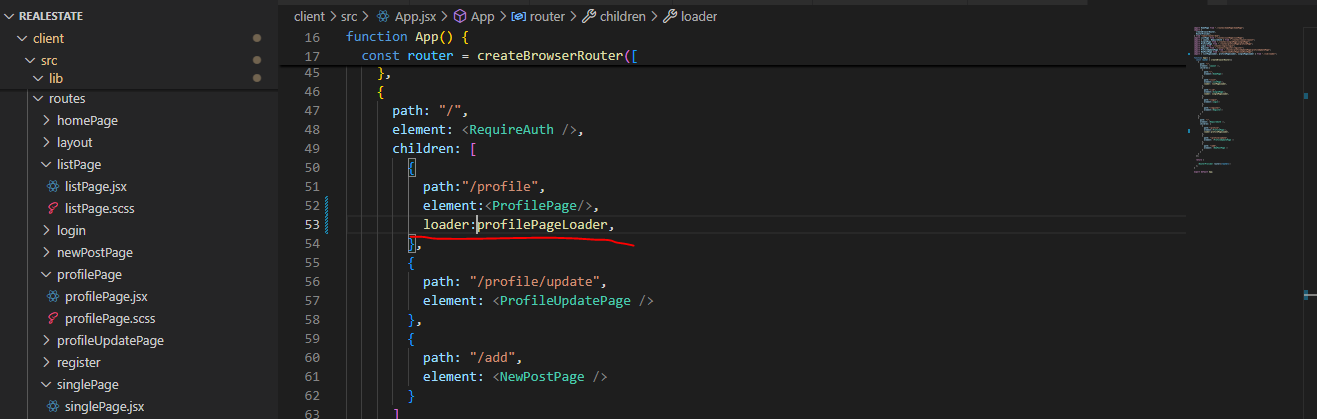 REALESTATE
client
src
lib
routes
homePage
layout
listPage
listPage.jsx
listPage.scss
login
newPostPage
profilePage
profilePage.jsx
profilePage.scss
profileUpdatePage
register
singlePage
singlePage.jsx
client > src > App.jsx > App > router > children > loader
16 function App() {
17 const router = createBrowserRouter([
45 },
46 {
47 path: "/",
48 element: <RequireAuth />,
49 children: [
50 {
51 path:"/profile",
52 element:<ProfilePage/>,
53 loader:profilePageLoader,
54 },
55 {
56 path: "/profile/update",
57 element: <ProfileUpdatePage />
58 },
59 {
60 path: "/add",
61 element: <NewPostPage />
62 }
63 ]